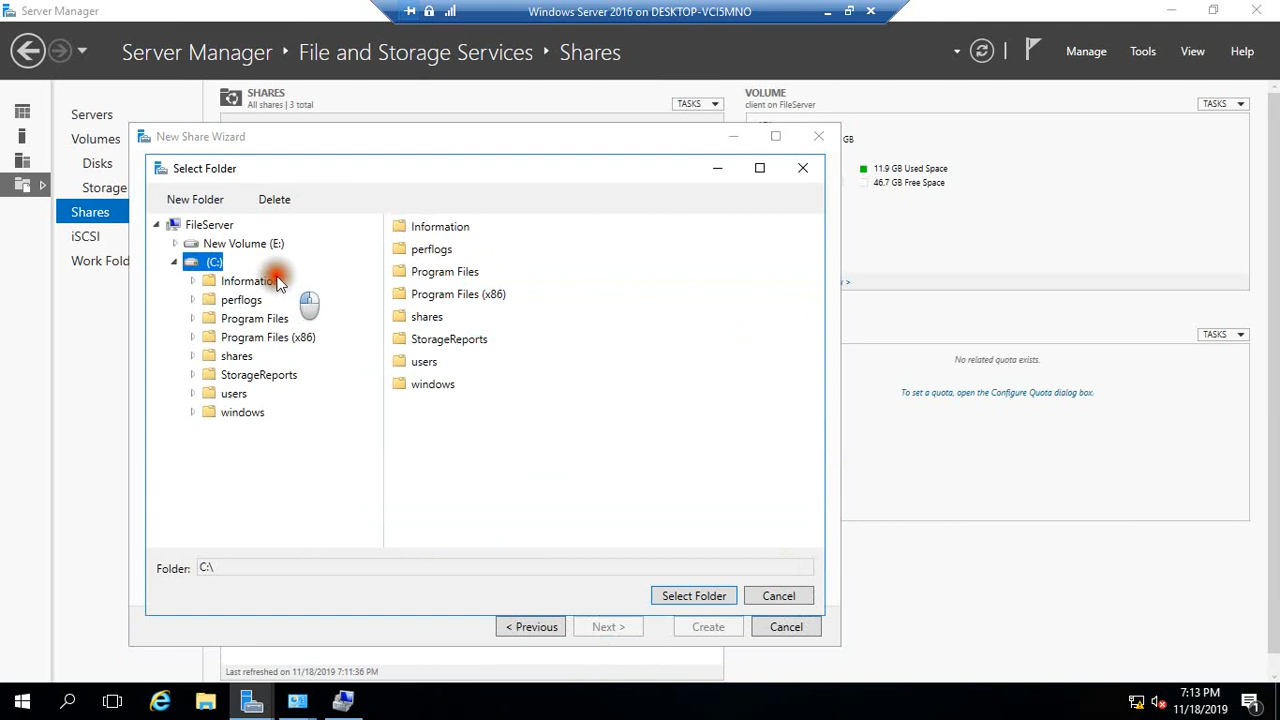 Server Manager
Windows Server 2016 on DESKTOP-VCI5MNO
Server Manager › File and Storage Services › Shares
Manage
Tools
View
Help
Servers
Volumes
Disks
Storage
Shares
iSCSI
Work Fold
SHARES
All shares | 3 total
TASKS
VOLUME
client on FileServer
TASKS
GB
11.9 GB Used Space
46.7 GB Free Space
>
TASKS
No related quota exists.
To set a quota, open the Configure Quota dialog box.
New Share Wizard
Select Folder
New Folder
Delete
FileServer
New Volume (E:)
(C:)
Information
perflogs
Program Files
Program Files (x86)
shares
StorageReports
users
windows
Information
perflogs
Program Files
Program Files (x86)
shares
StorageReports
users
windows
Folder:
C:\
Select Folder
Cancel
< Previous
Next >
Create
Cancel
Last refreshed on 11/18/2019 7:11:36 PM
7:13 PM
11/18/2019
1